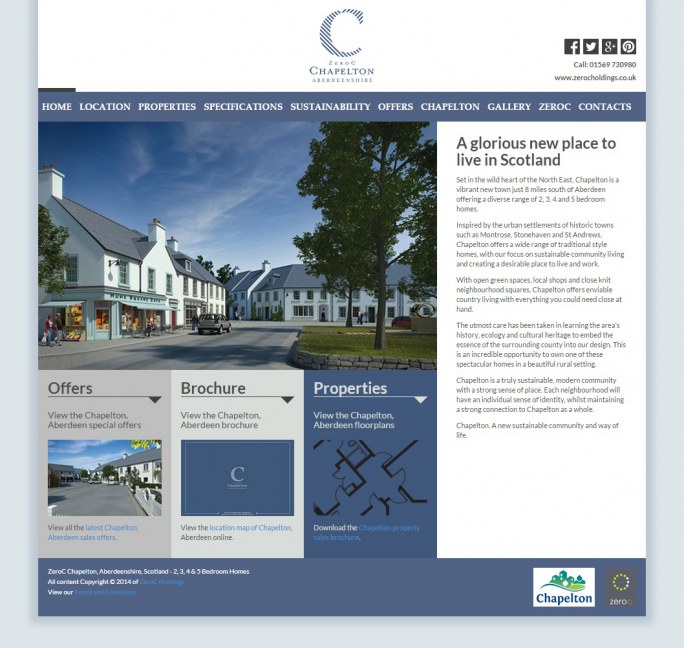 ZEROC
CHAPELTON
ABERDEENSHIRE
Call: 01569 730980
www.zerocholdings.co.uk
HOME LOCATION PROPERTIES SPECIFICATIONS SUSTAINABILITY OFFERS CHAPELTON GALLERY ZEROC CONTACTS
A glorious new place to
live in Scotland
Set in the wild heart of the North East, Chapelton is a
vibrant new town just 8 miles south of Aberdeen
offering a diverse range of 2, 3, 4 and 5 bedroom
homes.
Inspired by the urban settlements of historic towns
such as Montrose, Stonehaven and St Andrews,
Chapelton offers a wide range of traditional style
homes, with our focus on sustainable community living
and creating a desirable place to live and work.
With open green spaces, local shops and close knit
neighbourhood squares, Chapelton offers enviable
country living with everything you could need close at
hand.
The utmost care has been taken in learning the area's
history, ecology and cultural heritage to embed the
essence of the surrounding county into our design. This
is an incredible opportunity to own one of these
spectacular homes in a beautiful rural setting.
Chapelton is a truly sustainable, modern community
with a strong sense of place. Each neighbourhood will
have an individual sense of identity, whilst maintaining
a strong connection to Chapelton as a whole.
Chapelton. A new sustainable community and way of
life.
Offers
View the Chapelton,
Aberdeen special offers
View all the latest Chapelton,
Aberdeen sales offers.
Brochure
View the Chapelton,
Aberdeen brochure
C
CHAPELTON
View the location map of Chapelton,
Aberdeen online.
Properties
View the Chapelton,
Aberdeen floorplans
Download the Chapelton property
sales brochure.
ZeroC Chapelton, Aberdeenshire, Scotland - 2, 3, 4 & 5 Bedroom Homes
All content Copyright © 2014 of ZeroC Holdings
View our Terms and Conditions
Chapelton
zeroc